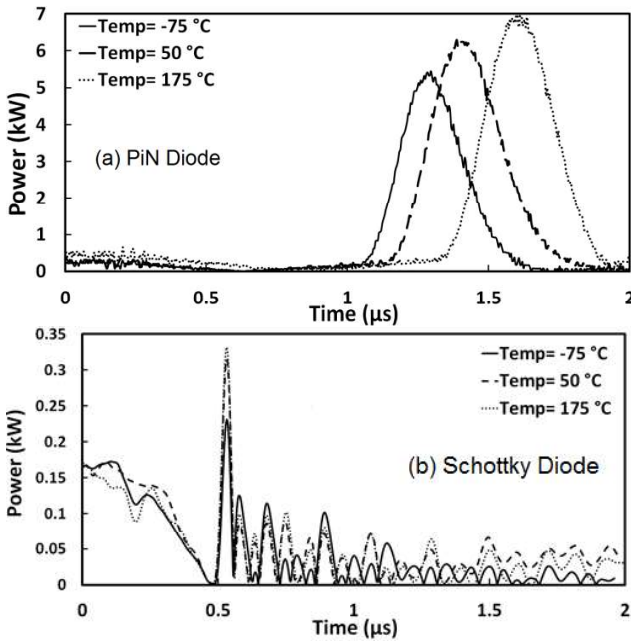 7
6
5
4
3
2
1
0
Power (kW)
Temp= -75 °C
Temp= 50 °C
Temp= 175 °C
(a) PiN Diode
0 0.5 1 1.5 2
Time (µs)
0.35
0.3
0.25
0.2
0.15
0.1
0.05
0
Power (kW)
Temp= -75 °C
Temp= 50 °C
Temp= 175 °C
(b) Schottky Diode
0 0.5 1 1.5 2
Time (µs)